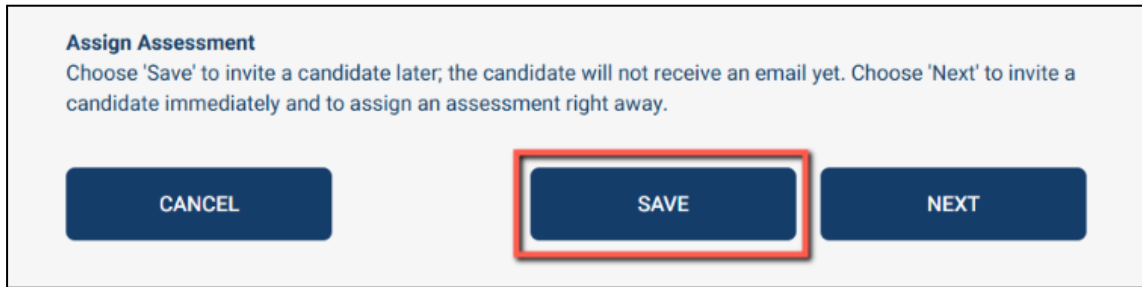 Assign Assessment
Choose 'Save' to invite a candidate later; the candidate will not receive an email yet. Choose 'Next' to invite a
candidate immediately and to assign an assessment right away.
CANCEL
SAVE
NEXT